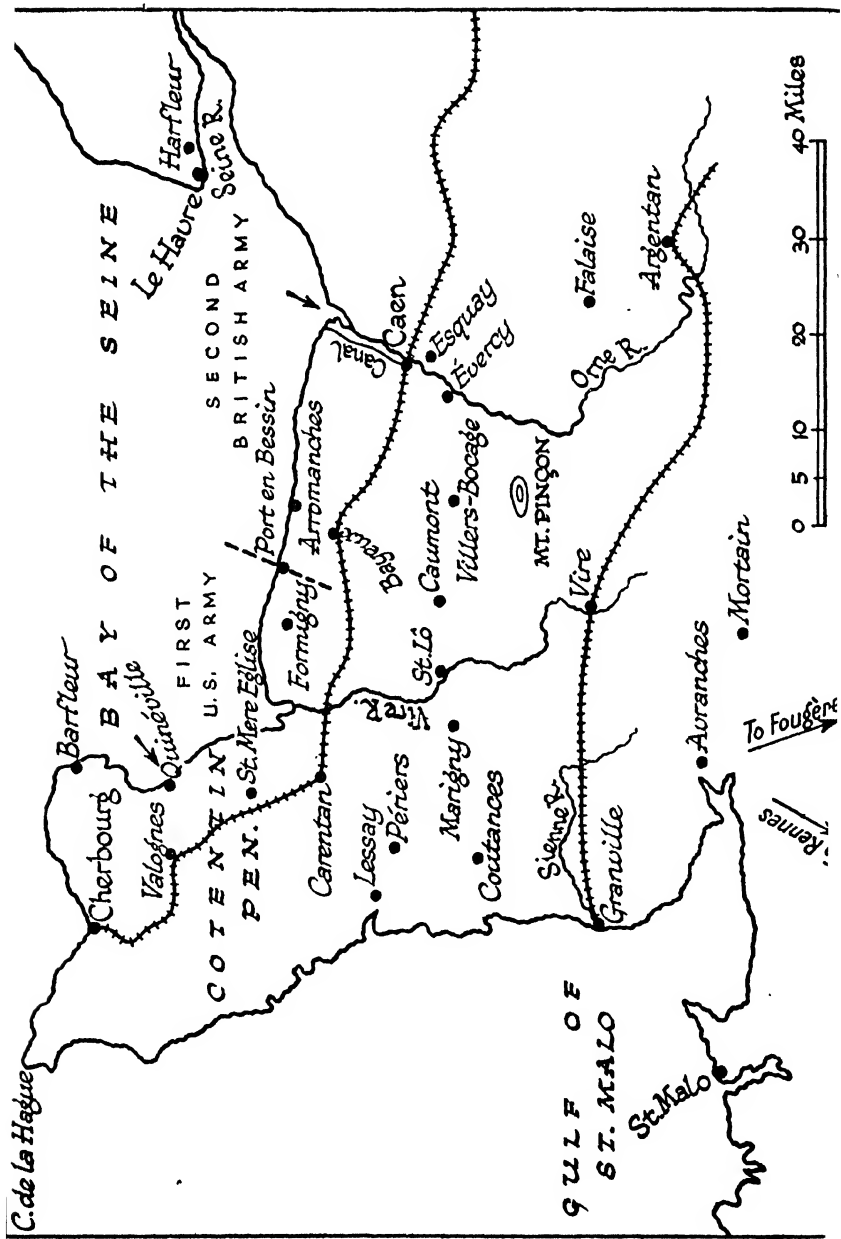 C. de la Hague
Cherbourg
Barfleur
Valognes
Quinéville
COTENTIN
PEN.
St. Mere Eglise
Carentan
Lessay
Périers
Marigny
Coutances
BAY OF THE SEINE
FIRST
U.S. ARMY
SECOND
BRITISH ARMY
Le Havre
Harfleur
Seine R.
Port en Bessin
Formigny
Arromanches
Bayeux
Canal
Caen
Esquay
Évercy
Caumont
Villers-Bocage
St. Lô
Vire R.
MT. PINÇON
Orne R.
Falaise
Argentan
Vire
Sienne R.
Granville
GULF OF
ST. MALO
St. Malo
Avranches
Mortain
To Fougère
Rennes
0 5 10 20 30 40 Miles